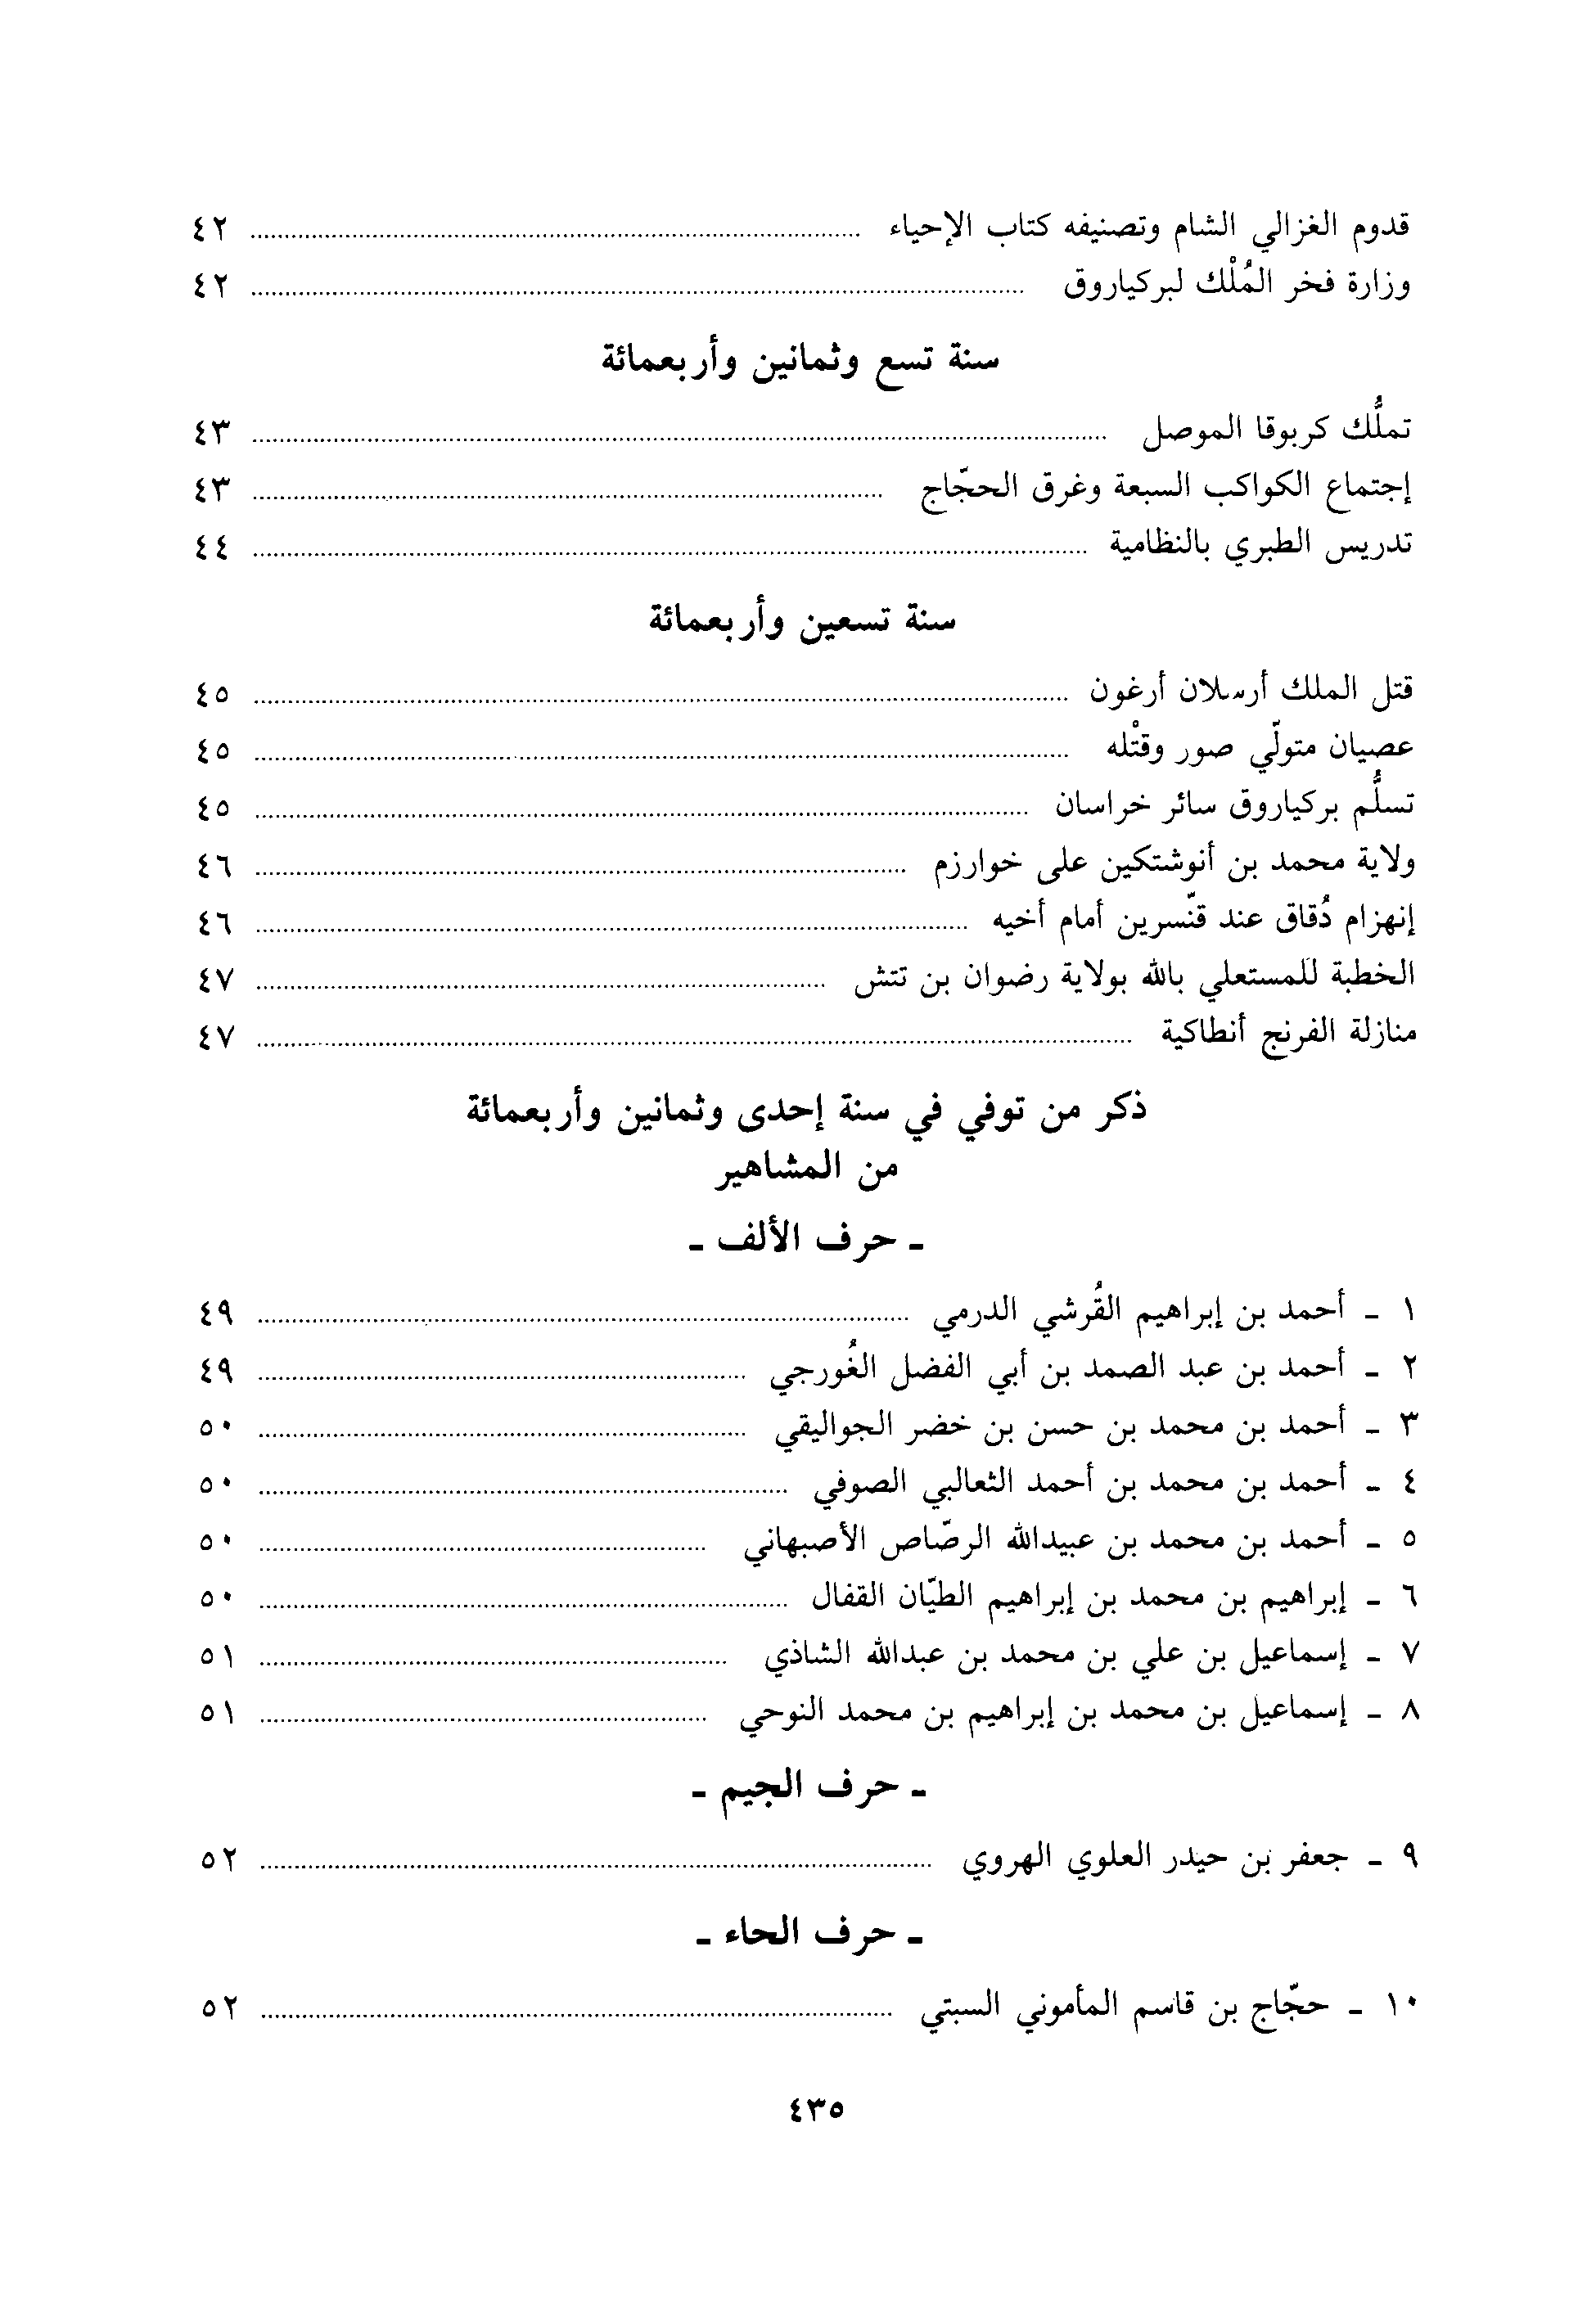 قدوم الغزالي الشام وتصنيفه كتاب الإحياء ........ ٤٢
وزارة فخر المُلْك لبركياروق ........ ٤٢
سنة تسع وثمانين وأربعمائة
تملُّك كربوقا الموصل ........ ٤٣
إجتماع الكواكب السبعة وغرق الحجّاج ........ ٤٣
تدريس الطبري بالنظامية ........ ٤٤
سنة تسعين وأربعمائة
قتل الملك أرسلان أرغون ........ ٤٥
عصيان متولّي صور وقتْله ........ ٤٥
تسلُّم بركياروق سائر خراسان ........ ٤٥
ولاية محمد بن أنوشتكين على خوارزم ........ ٤٦
إنهزام دُقاق عند قنّسرين أمام أخيه ........ ٤٦
الخطبة للمستعلي بالله بولاية رضوان بن تتش ........ ٤٧
منازلة الفرنج أنطاكية ........ ٤٧
ذكر من توفي في سنة إحدى وثمانين وأربعمائة
من المشاهير
ـ حرف الألف ـ
١ ـ أحمد بن إبراهيم القُرشي الدرمي ........ ٤٩
٢ ـ أحمد بن عبد الصمد بن أبي الفضل الغُورجي ........ ٤٩
٣ ـ أحمد بن محمد بن حسن بن خضر الجواليقي ........ ٥٠
٤ ـ أحمد بن محمد بن أحمد الثعالبي الصوفي ........ ٥٠
٥ ـ أحمد بن محمد بن عبيدالله الرصّاص الأصبهاني ........ ٥٠
٦ ـ إبراهيم بن محمد بن إبراهيم الطيّان القفال ........ ٥٠
٧ ـ إسماعيل بن علي بن محمد بن عبدالله الشاذي ........ ٥١
٨ ـ إسماعيل بن محمد بن إبراهيم بن محمد النوحي ........ ٥١
ـ حرف الجيم ـ
٩ ـ جعفر بن حيدر العلوي الهروي ........ ٥٢
ـ حرف الحاء ـ
١٠ ـ حجّاج بن قاسم المأموني السبتي ........ ٥٢
٤٣٥